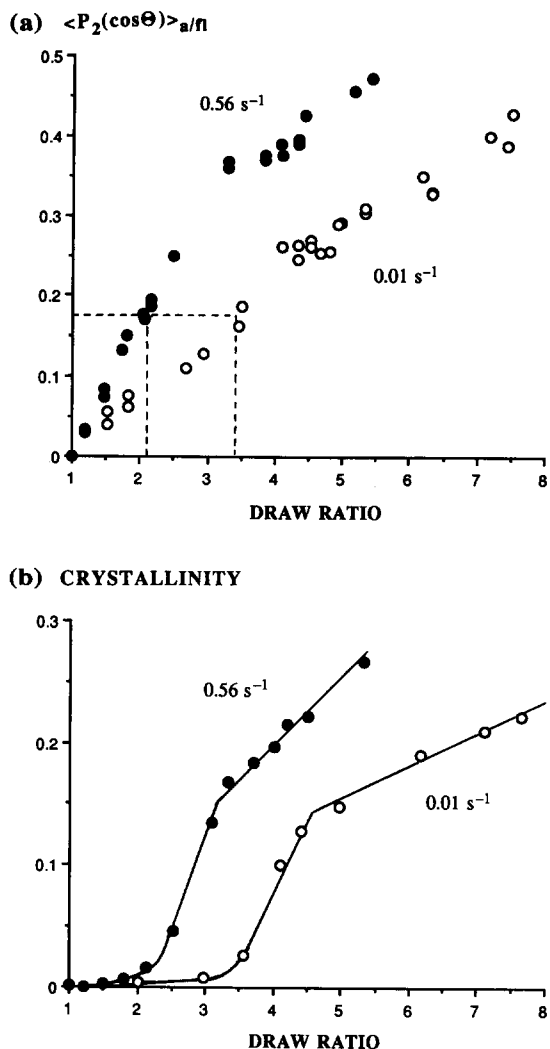 (a) <P₂(cosΘ)>a/fl
0.5
0.4
0.3
0.2
0.1
0
0.56 s⁻¹
0.01 s⁻¹
1 2 3 4 5 6 7 8
DRAW RATIO
(b) CRYSTALLINITY
0.3
0.2
0.1
0
0.56 s⁻¹
0.01 s⁻¹
1 2 3 4 5 6 7 8
DRAW RATIO